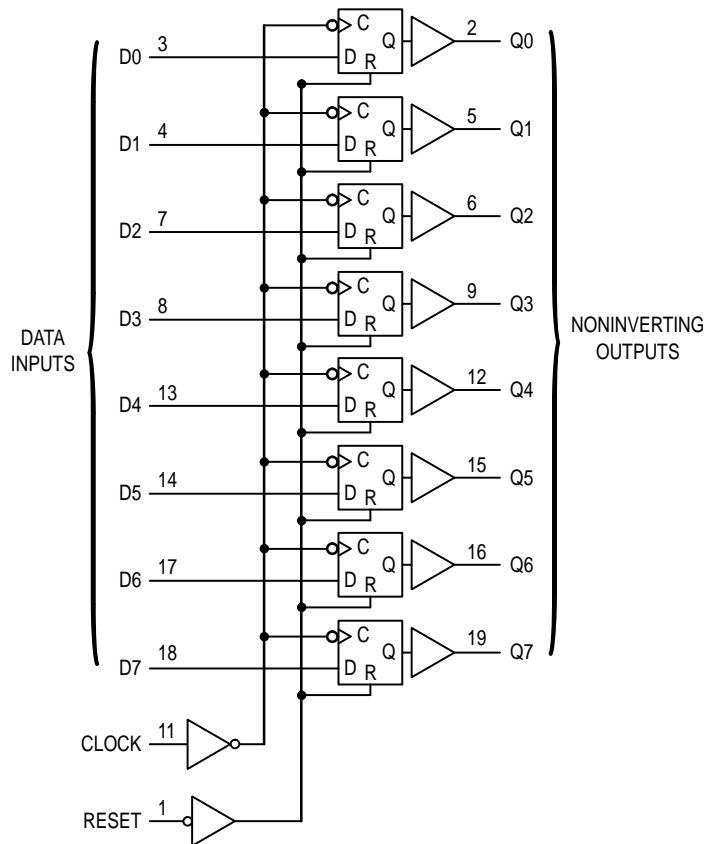 C
Q
D
R
D0
3
2
Q0
C
Q
D
R
D1
4
5
Q1
C
Q
D
R
D2
7
6
Q2
C
Q
D
R
D3
8
9
Q3
DATA
INPUTS
NONINVERTING
OUTPUTS
C
Q
D
R
D4
13
12
Q4
C
Q
D
R
D5
14
15
Q5
C
Q
D
R
D6
17
16
Q6
C
Q
D
R
D7
18
19
Q7
CLOCK
11
RESET
1